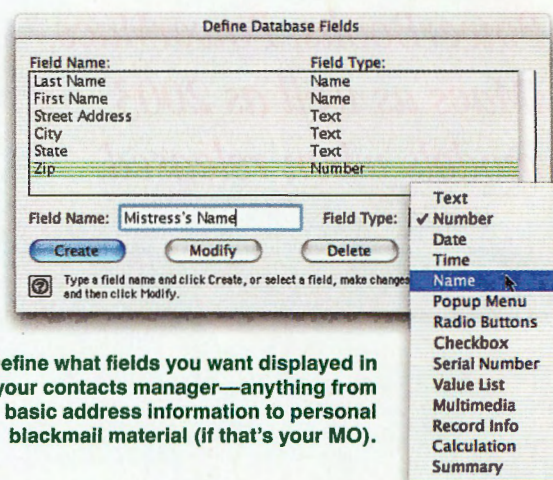 Define Database Fields
Field Name: Field Type:
Last Name Name
First Name Name
Street Address Text
City Text
State Text
Zip Number
Field Name: Mistress's Name Field Type:
Create Modify Delete
Type a field name and click Create, or select a field, make changes
and then click Modify.
Text
✓ Number
Date
Time
Name
Popup Menu
Radio Buttons
Checkbox
Serial Number
Value List
Multimedia
Record Info
Calculation
Summary
efine what fields you want displayed in
your contacts manager—anything from
basic address information to personal
blackmail material (if that's your MO).